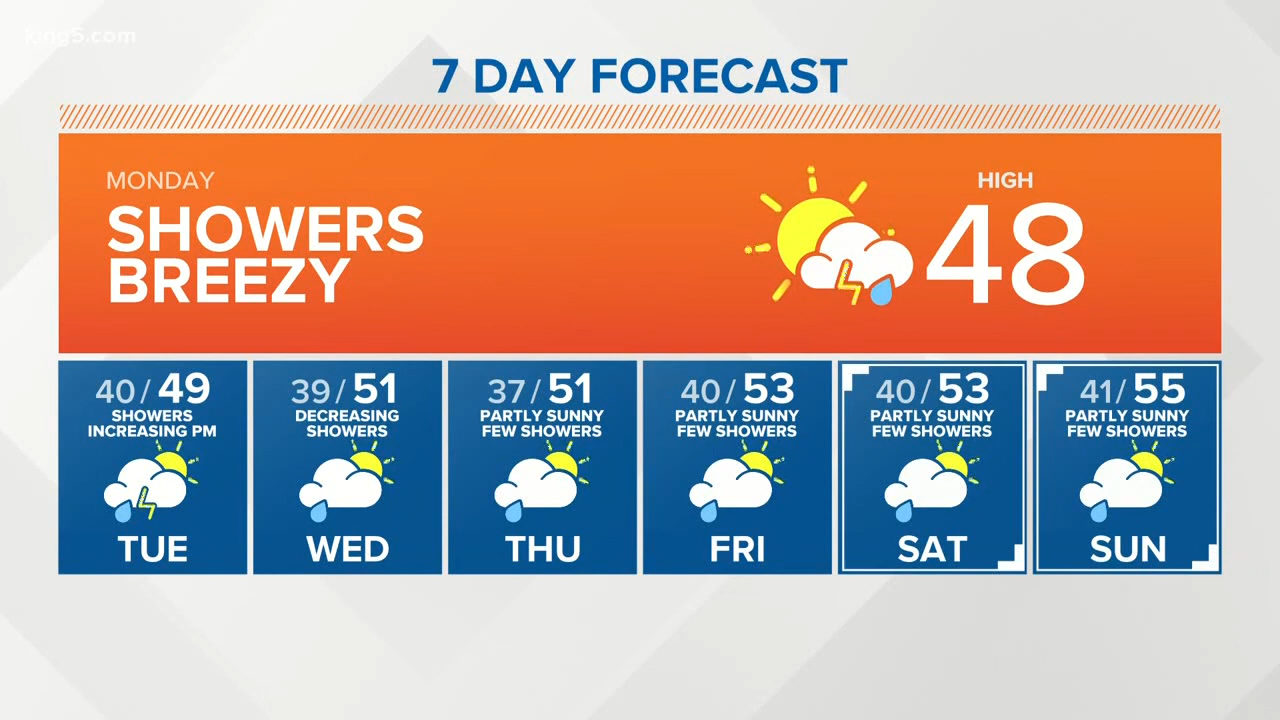 king5.com
7 DAY FORECAST
MONDAY
SHOWERS
BREEZY
HIGH
48
40 / 49
SHOWERS
INCREASING PM
TUE
39 / 51
DECREASING
SHOWERS
WED
37 / 51
PARTLY SUNNY
FEW SHOWERS
THU
40 / 53
PARTLY SUNNY
FEW SHOWERS
FRI
40 / 53
PARTLY SUNNY
FEW SHOWERS
SAT
41 / 55
PARTLY SUNNY
FEW SHOWERS
SUN